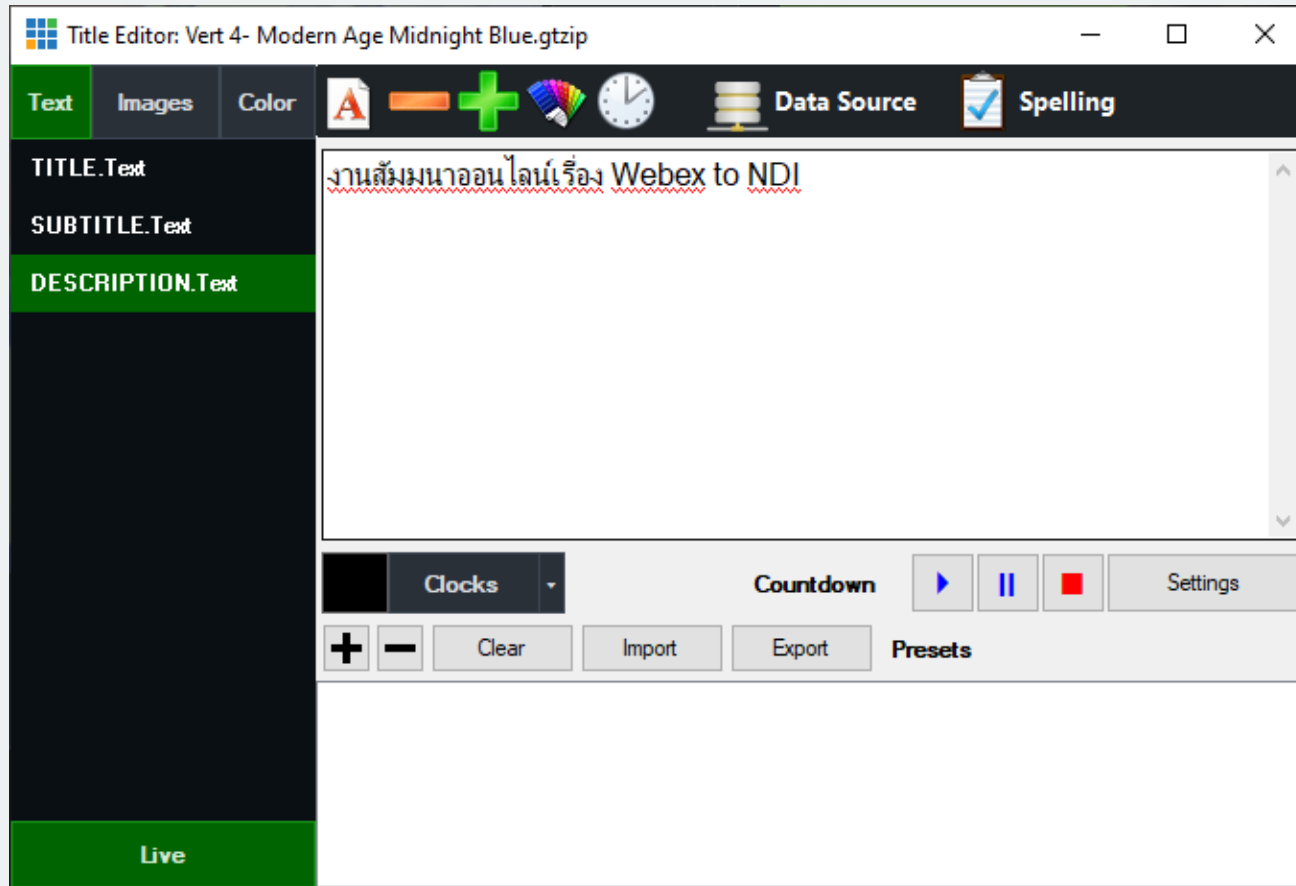 Title Editor: Vert 4- Modern Age Midnight Blue.gtzip
Text Images Color A Data Source Spelling
TITLE.Text
SUBTITLE.Text
DESCRIPTION.Text
งานสัมมนาออนไลน์เรื่อง Webex to NDI
Clocks Countdown Settings
Clear Import Export Presets
Live